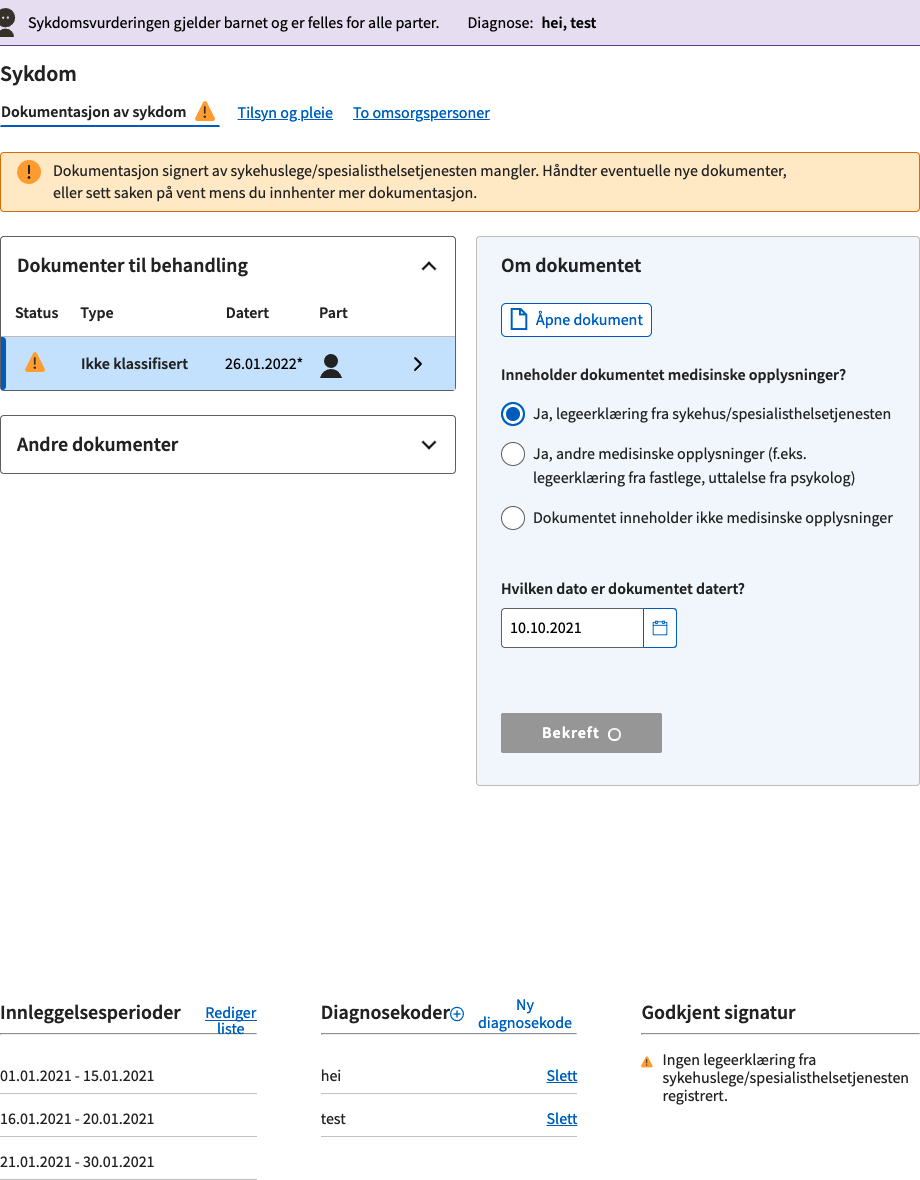 Sykdomsvurderingen gjelder barnet og er felles for alle parter. Diagnose: hei, test
Sykdom
Dokumentasjon av sykdom Tilsyn og pleie To omsorgspersoner
Dokumentasjon signert av sykehuslege/spesialisthelsetjenesten mangler. Håndter eventuelle nye dokumenter,
eller sett saken på vent mens du innhenter mer dokumentasjon.
Dokumenter til behandling
Status Type Datert Part
Ikke klassifisert 26.01.2022*
Andre dokumenter
Om dokumentet
Åpne dokument
Inneholder dokumentet medisinske opplysninger?
Ja, legeerklæring fra sykehus/spesialisthelsetjenesten
Ja, andre medisinske opplysninger (f.eks.
legeerklæring fra fastlege, uttalelse fra psykolog)
Dokumentet inneholder ikke medisinske opplysninger
Hvilken dato er dokumentet datert?
10.10.2021
Bekreft
Innleggelsesperioder
Rediger
liste
01.01.2021 - 15.01.2021
16.01.2021 - 20.01.2021
21.01.2021 - 30.01.2021
Diagnosekoder
Ny
diagnosekode
hei Slett
test Slett
Godkjent signatur
Ingen legeerklæring fra
sykehuslege/spesialisthelsetjenesten
registrert.